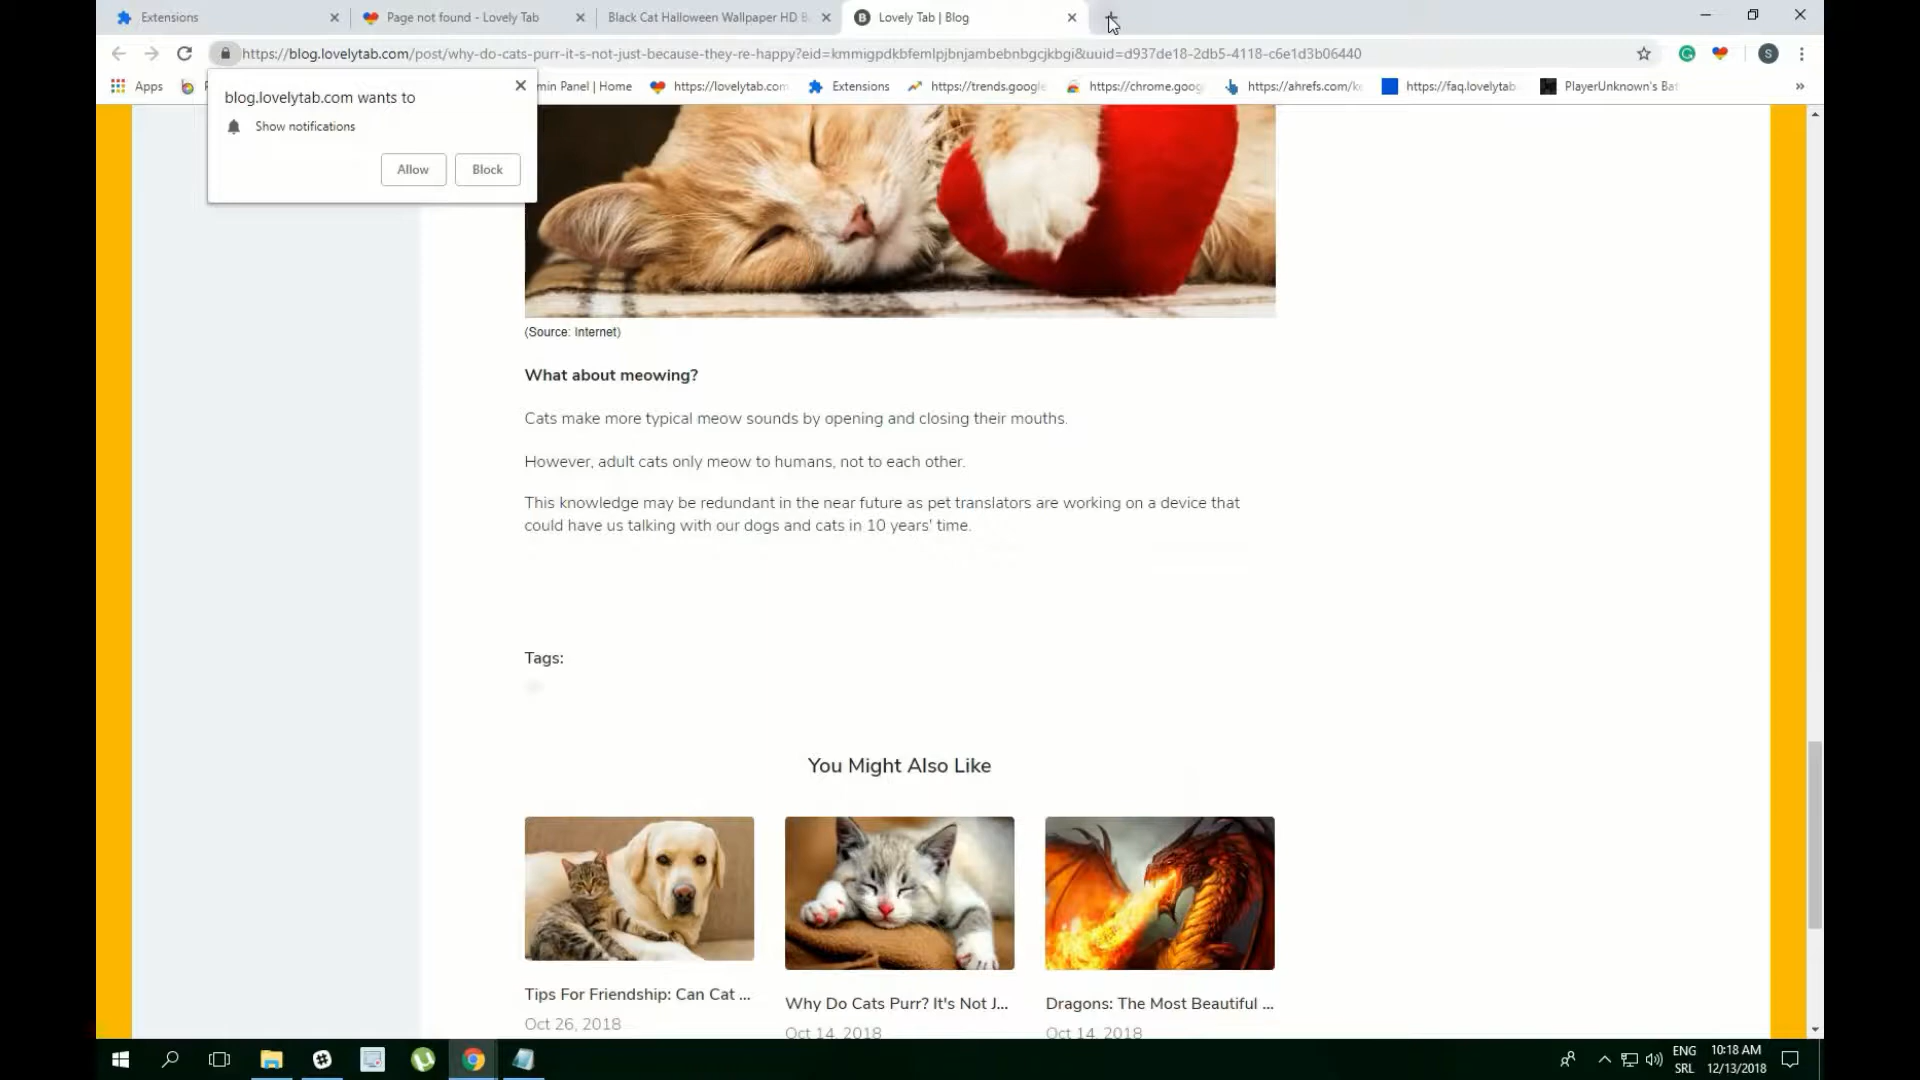 Extensions
Page not found - Lovely Tab
Black Cat Halloween Wallpaper HD B
Lovely Tab | Blog
https://blog.lovelytab.com/post/why-do-cats-purr-it-s-not-just-because-they-re-happy?eid=kmmigpdkbfemlpjbnjambebnbgcjkbgi&uuid=d937de18-2db5-4118-c6e1d3b06440
S
Apps
min Panel | Home
https://lovelytab.com
Extensions
https://trends.google
https://chrome.goog
https://ahrefs.com/ke
https://faq.lovelytab
PlayerUnknown's Bat
»
blog.lovelytab.com wants to
Show notifications
Allow
Block
(Source: Internet)
What about meowing?
Cats make more typical meow sounds by opening and closing their mouths.
However, adult cats only meow to humans, not to each other.
This knowledge may be redundant in the near future as pet translators are working on a device that
could have us talking with our dogs and cats in 10 years' time.
Tags:
You Might Also Like
Tips For Friendship: Can Cat ...
Oct 26, 2018
Why Do Cats Purr? It's Not J...
Oct 14, 2018
Dragons: The Most Beautiful ...
Oct 14, 2018
ENG
SRL
10:18 AM
12/13/2018